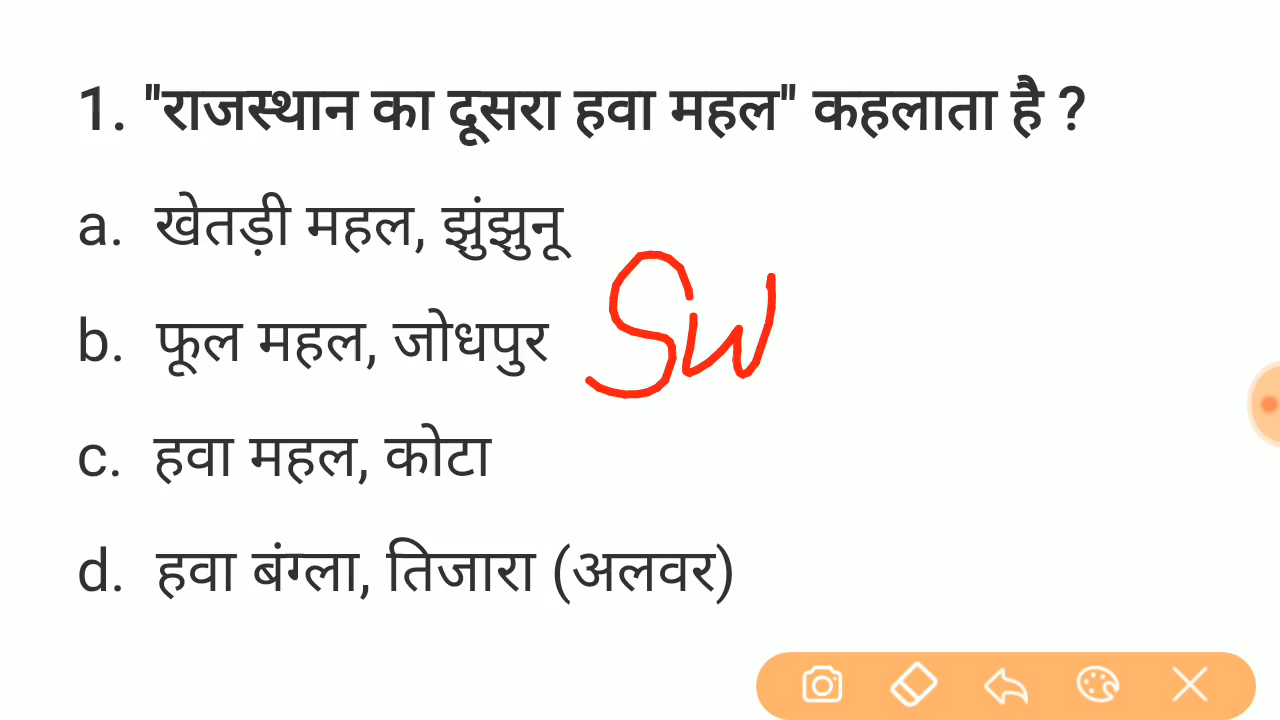 1. "राजस्थान का दूसरा हवा महल" कहलाता है ?
a. खेतड़ी महल, झुंझुनू
b. फूल महल, जोधपुर
SW
c. हवा महल, कोटा
d. हवा बंग्ला, तिजारा (अलवर)